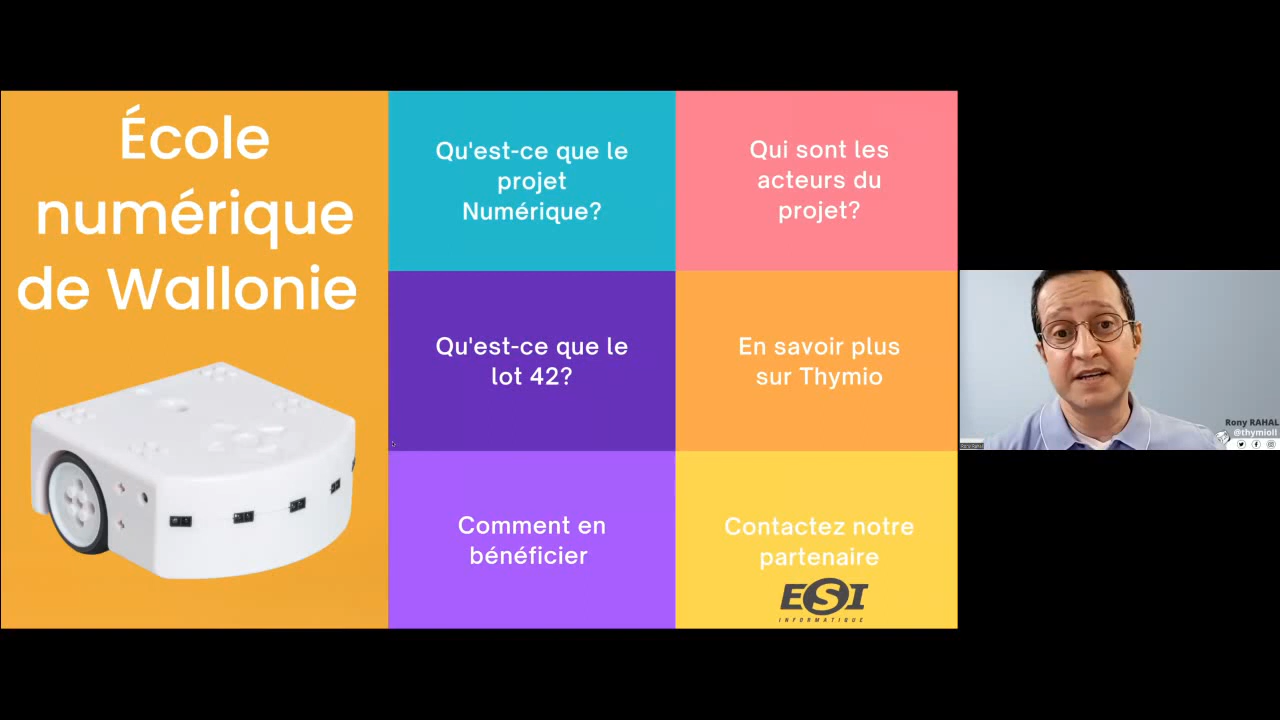 École
numérique
de Wallonie
Qu'est-ce que le
projet
Numérique?
Qui sont les
acteurs du
projet?
Qu'est-ce que le
lot 42?
En savoir plus
sur Thymio
Comment en
bénéficier
Contactez notre
partenaire
ESI
INFORMATIQUE
Rony RAHAL
@thymioII
Rony Rahal